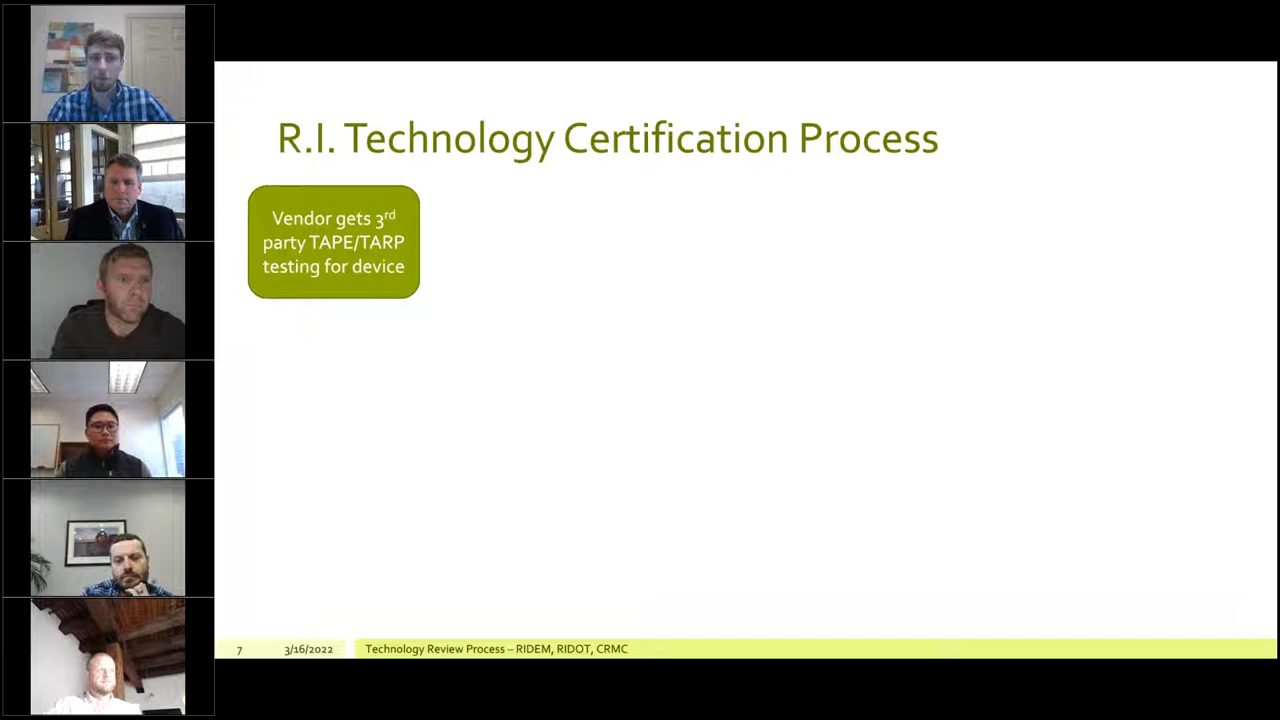 R.I. Technology Certification Process
Vendor gets 3rd
party TAPE/TARP
testing for device
7 3/16/2022 Technology Review Process – RIDEM, RIDOT, CRMC